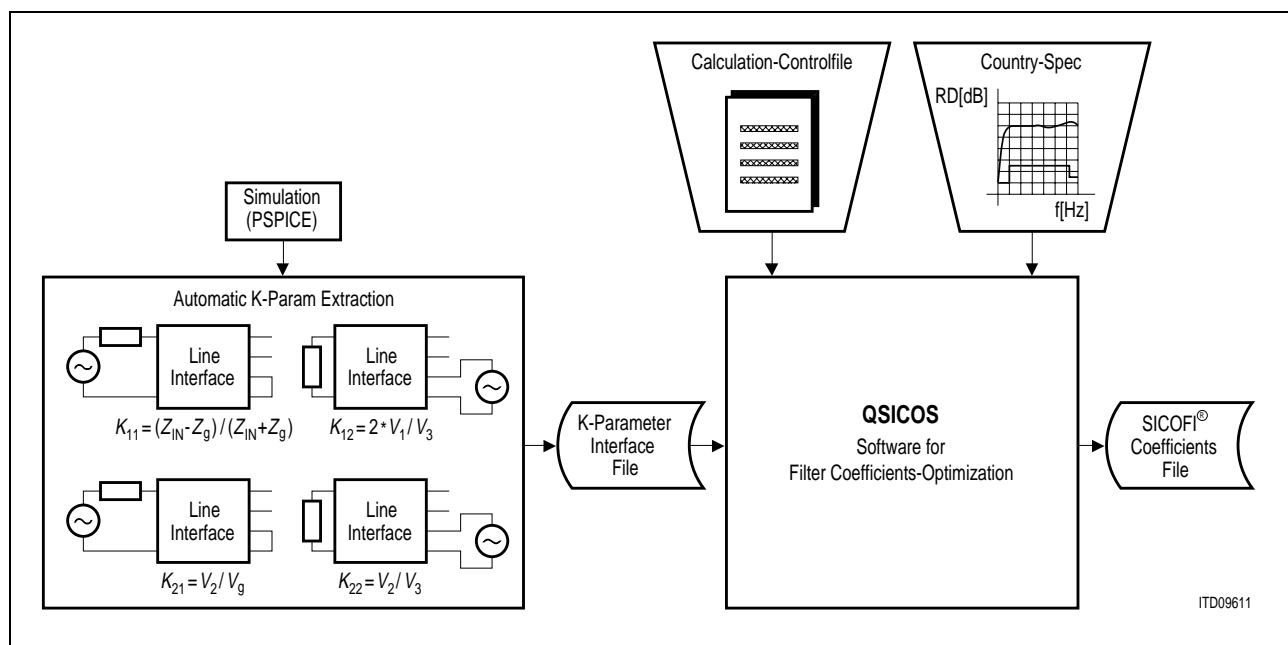 Calculation-Controlfile
Country-Spec
RD[dB]
f[Hz]
Simulation
(PSPICE)
Automatic K-Param Extraction
Line
Interface
Line
Interface
K11=(ZIN-Zg)/(ZIN+Zg)
K12=2*V1/V3
Line
Interface
Line
Interface
K21=V2/Vg
K22=V2/V3
K-Parameter
Interface
File
QSICOS
Software for
Filter Coefficients-Optimization
SICOFI®
Coefficients
File
ITD09611